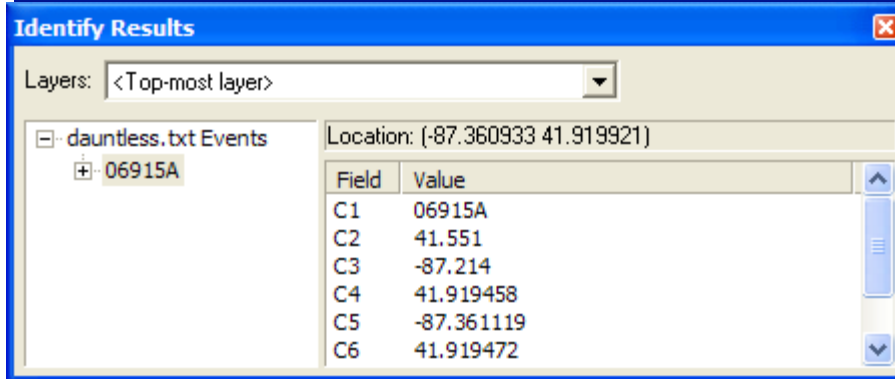 Identify Results
Layers: <Top-most layer>
dauntless.txt Events
06915A
Location: (-87.360933 41.919921)
Field Value
C1 06915A
C2 41.551
C3 -87.214
C4 41.919458
C5 -87.361119
C6 41.919472